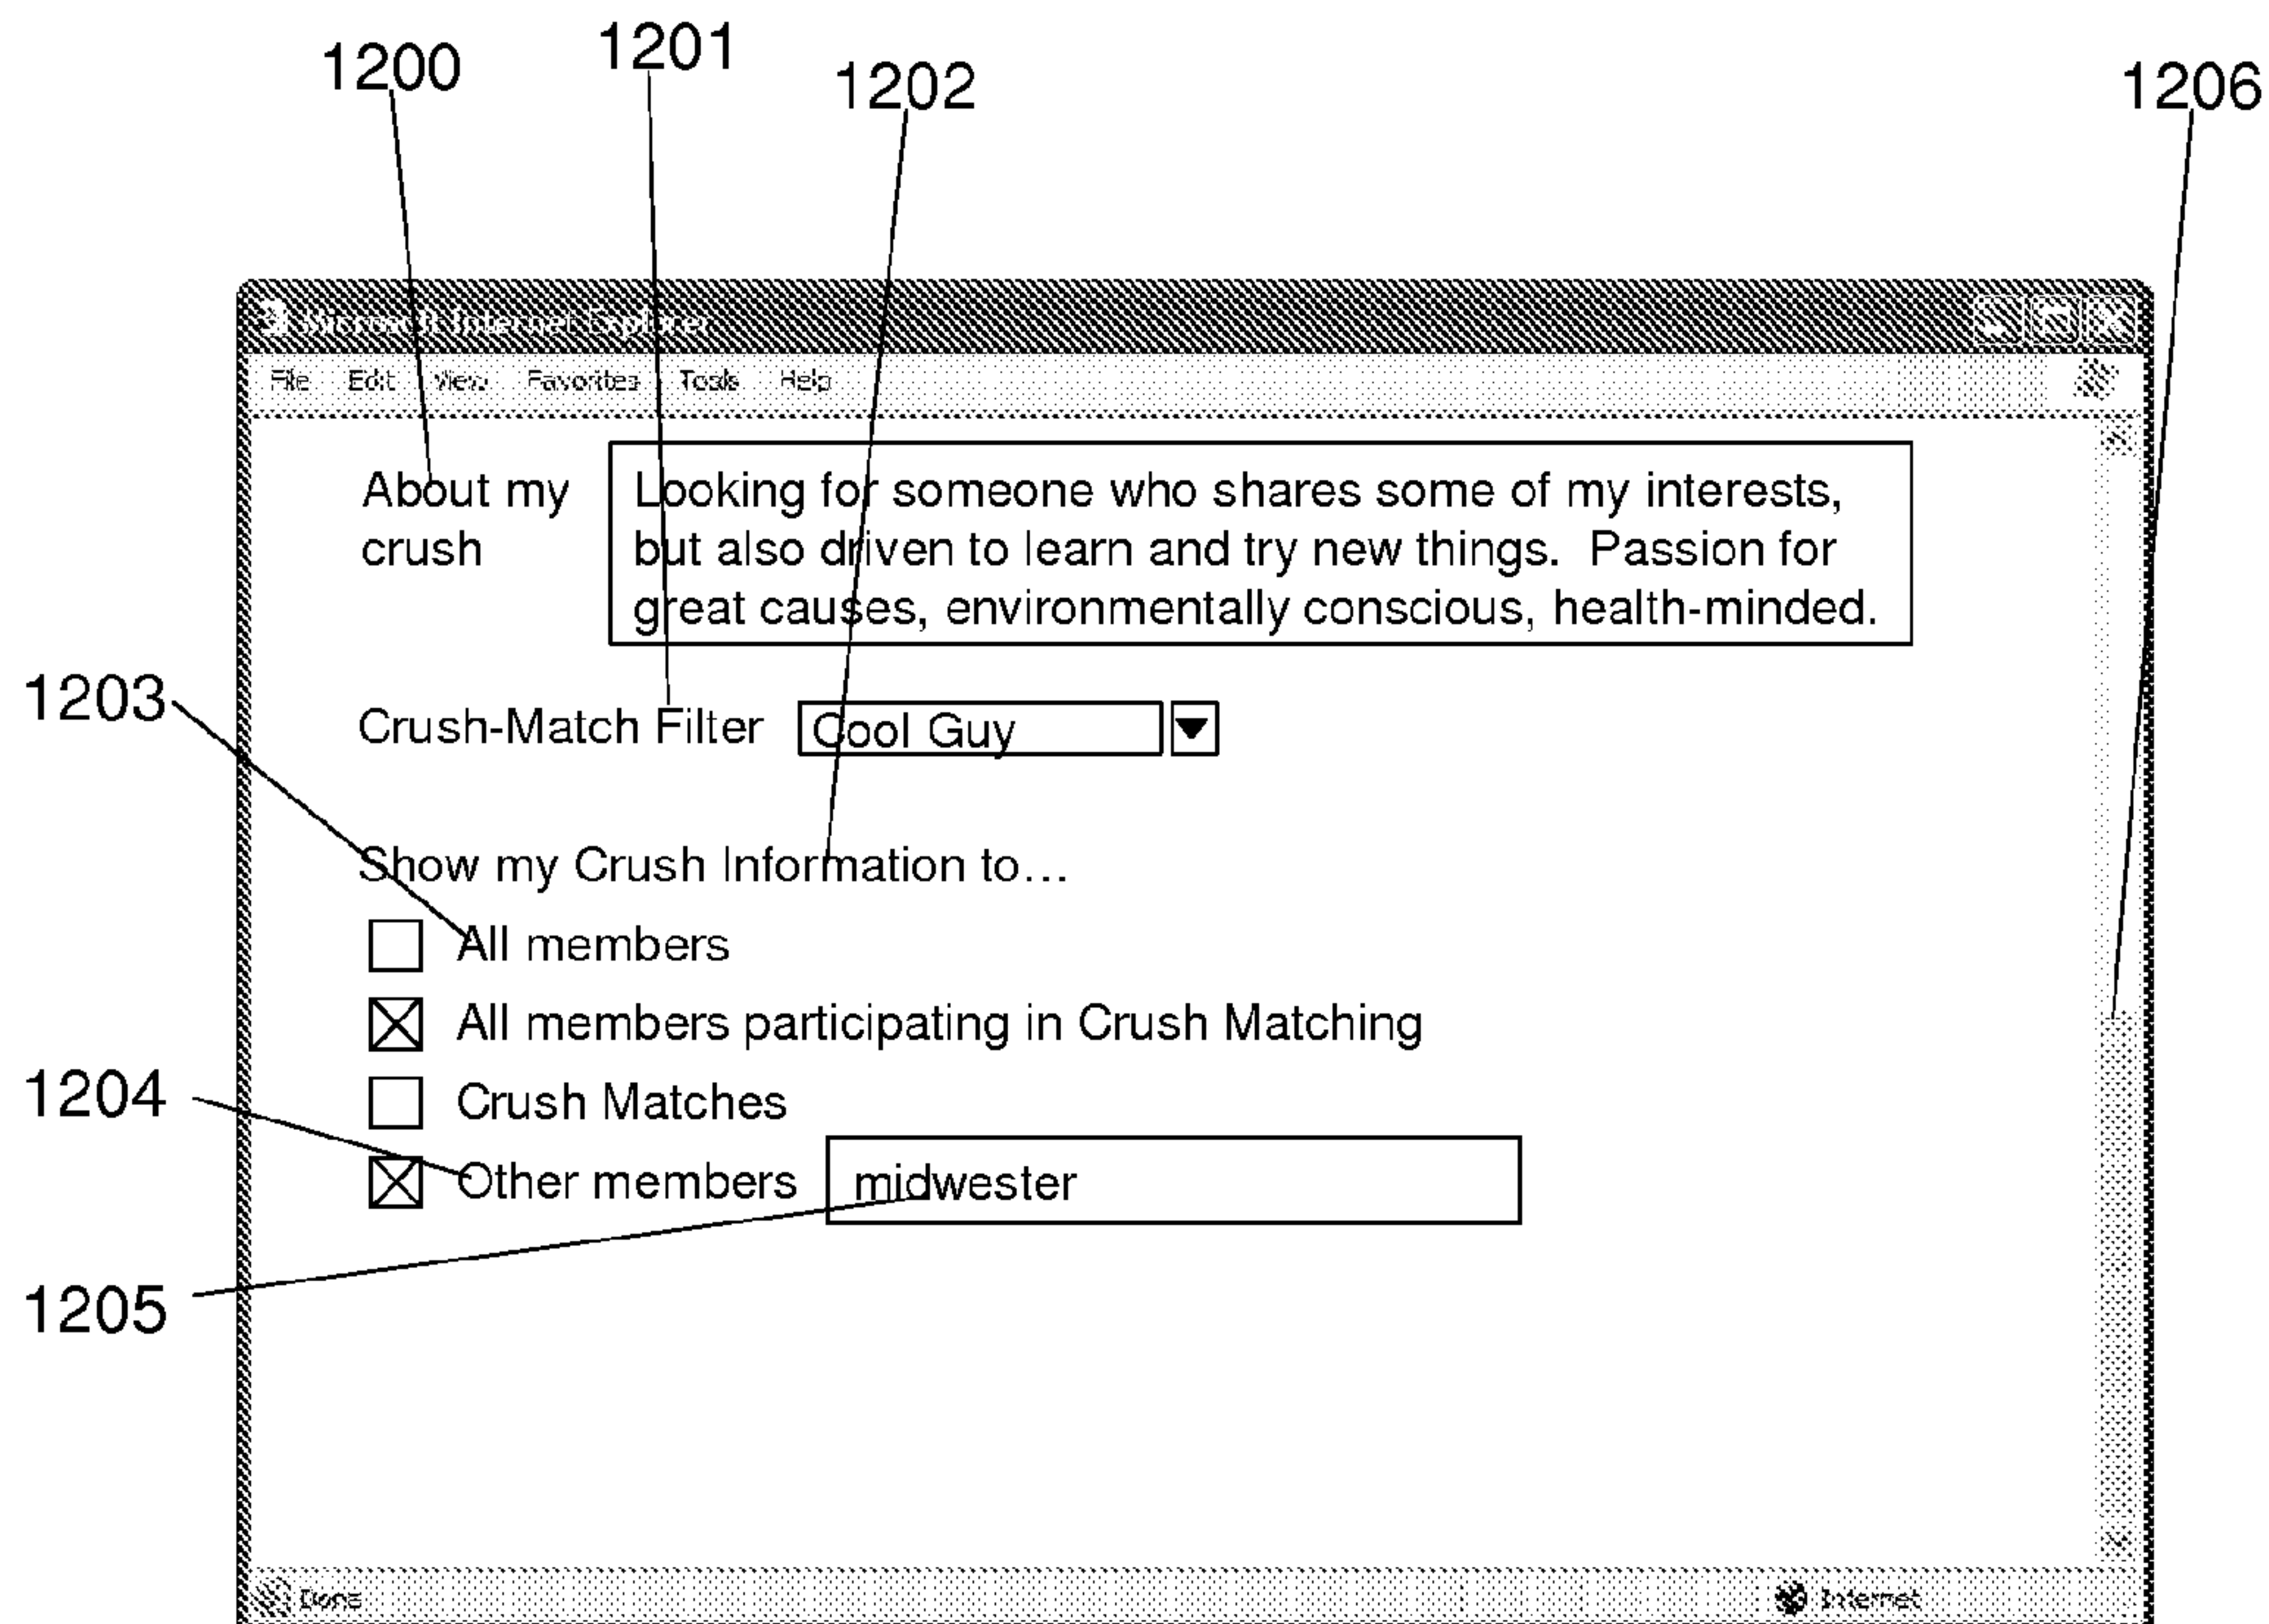 1200
1201
1202
1206
Microsoft Internet Explorer
File Edit View Favorites Tools Help
About my crush
Looking for someone who shares some of my interests,
but also driven to learn and try new things. Passion for
great causes, environmentally conscious, health-minded.
1203
Crush-Match Filter Cool Guy
Show my Crush Information to...
All members
All members participating in Crush Matching
1204
Crush Matches
Other members midwester
1205
Done Internet